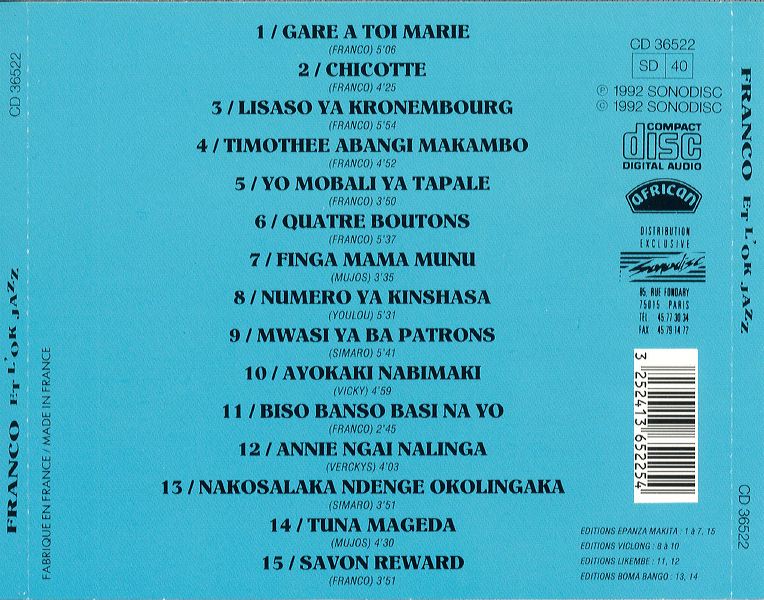 1 / GARE A TOI MARIE
(FRANCO) 5'06
2 / CHICOTTE
(FRANCO) 4'25
3 / LISASO YA KRONEMBOURG
(FRANCO) 5'54
4 / TIMOTHEE ABANGI MAKAMBO
(FRANCO) 4'52
5 / YO MOBALI YA TAPALE
(FRANCO) 3'50
6 / QUATRE BOUTONS
(FRANCO) 5'37
7 / FINGA MAMA MUNU
(MUJOS) 3'35
8 / NUMERO YA KINSHASA
(YOULOU) 5'31
9 / MWASI YA BA PATRONS
(SIMARO) 5'41
10 / AYOKAKI NABIMAKI
(VICKY) 4'59
11 / BISO BANSO BASI NA YO
(FRANCO) 2'45
12 / ANNIE NGAI NALINGA
(VERCKYS) 4'03
13 / NAKOSALAKA NDENGE OKOLINGAKA
(SIMARO) 3'51
14 / TUNA MAGEDA
(MUJOS) 4'30
15 / SAVON REWARD
(FRANCO) 3'51
CD 36522
SD 40
℗ 1992 SONODISC
© 1992 SONODISC
COMPACT
disc
DIGITAL AUDIO
AFRICAN
DISTRIBUTION
EXCLUSIVE
Sonodisc
85, RUE FONDARY
75015 PARIS
TEL 45.77 30 34
FAX 45 79 14 77
3 252413 652254
EDITIONS EPANZA MAKITA : 1 à 7, 15
EDITIONS VICLONG : 8 à 10
EDITIONS LIKEMBE : 11, 12
EDITIONS BOMA BANGO : 13, 14
CD 36522
FRANCO ET L'OK JAZZ
FABRIQUE EN FRANCE / MADE IN FRANCE
FRANCO ET L'OK JAZZ
CD 36522